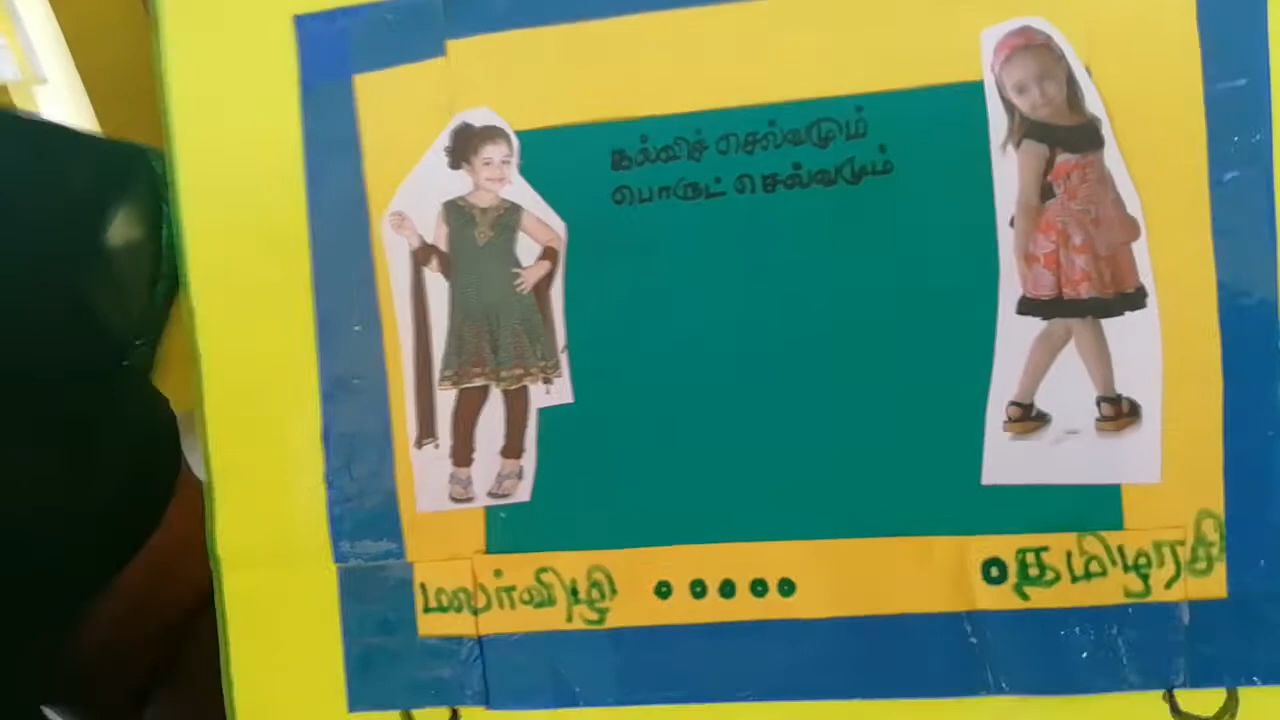 கல்விச் செல்வமும்
பொருட் செல்வமும்
மலர்விழி
தமிழரசி